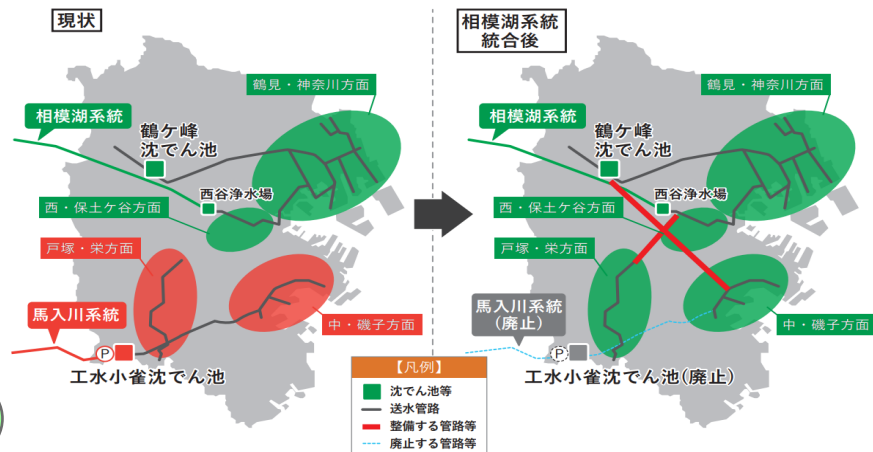 現状
相模湖系統
鶴見・神奈川方面
鶴ケ峰
沈でん池
西谷浄水場
西・保土ケ谷方面
戸塚・栄方面
馬入川系統
P
中・磯子方面
工水小雀沈でん池
相模湖系統
統合後
鶴見・神奈川方面
相模湖系統
鶴ケ峰
沈でん池
西谷浄水場
西・保土ケ谷方面
戸塚・栄方面
馬入川系統
(廃止)
P
中・磯子方面
工水小雀沈でん池(廃止)
【凡例】
沈でん池等
送水管路
整備する管路等
廃止する管路等